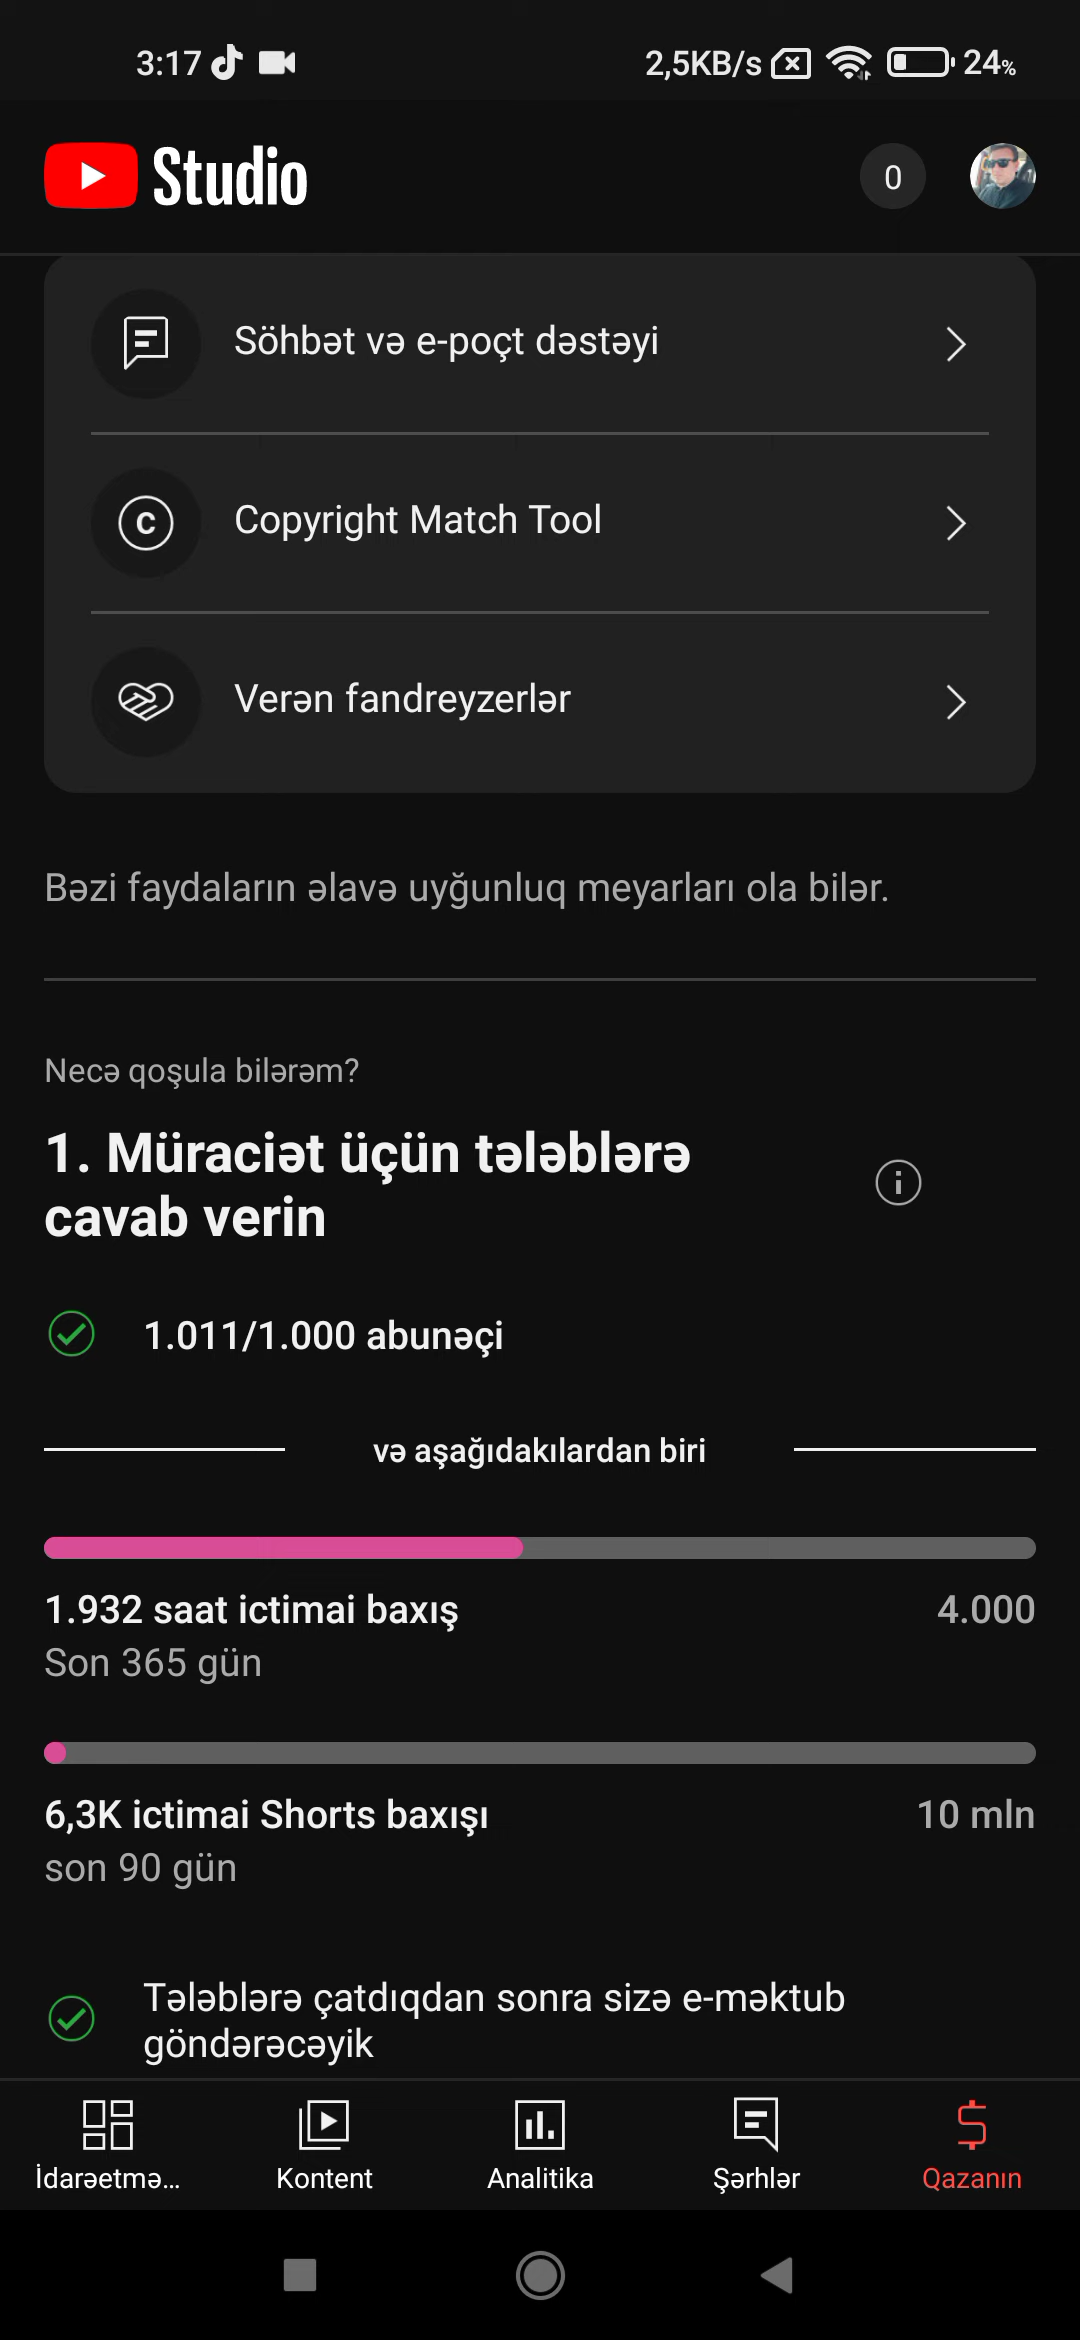 3:17 2,5KB/s 24%
Studio
0
Söhbət və e-poçt dəstəyi
Copyright Match Tool
Verən fandreyzerlər
Bəzi faydaların əlavə uyğunluq meyarları ola bilər.
Necə qoşula bilərəm?
1. Müraciət üçün tələblərə
cavab verin
1.011/1.000 abunəçi
və aşağıdakılardan biri
1.932 saat ictimai baxış 4.000
Son 365 gün
6,3K ictimai Shorts baxışı 10 mln
son 90 gün
Tələblərə çatdıqdan sonra sizə e-məktub
göndərəcəyik
İdarəetmə... Kontent Analitika Şərhlər Qazanın